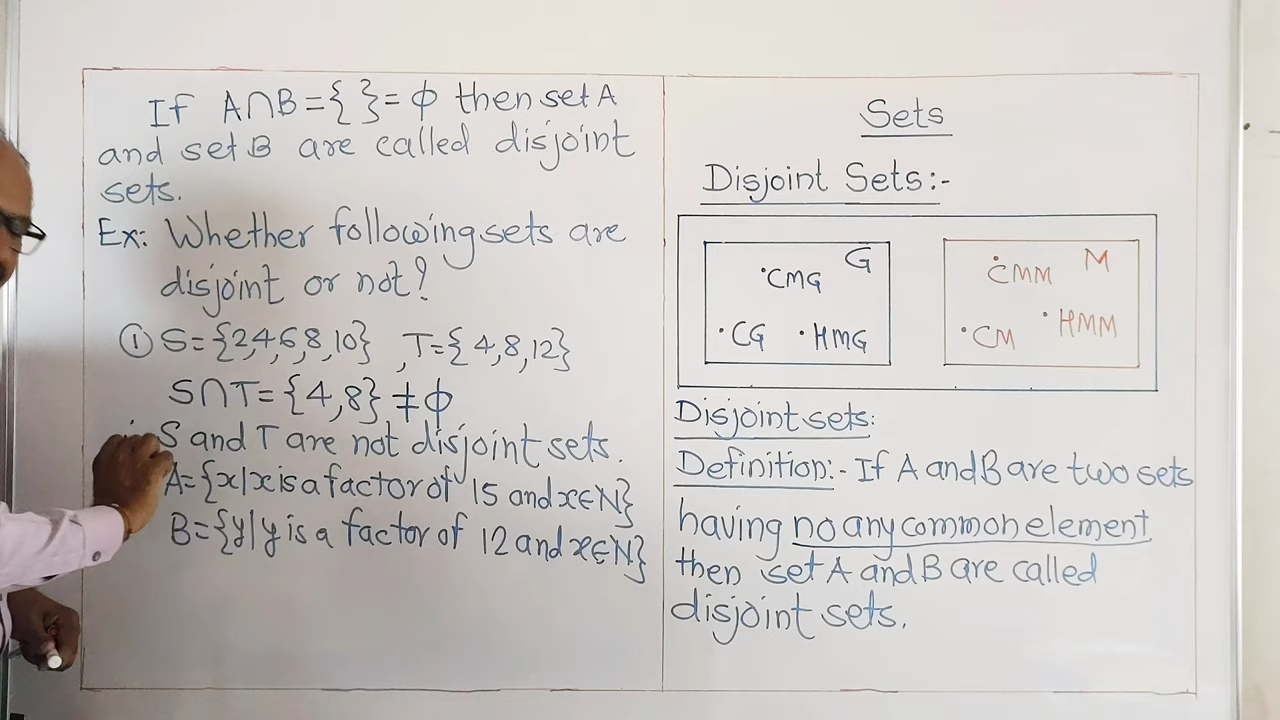 If A∩B={ }=ϕ then set A
and set B are called disjoint
sets.
Ex: Whether following sets are
disjoint or not?
① S={2,4,6,8,10} , T={4,8,12}
S∩T={4,8}≠ϕ
S and T are not disjoint sets.
A={x|x is a factor of 15 and x∈N}
B={y|y is a factor of 12 and x∈N}
Sets
Disjoint Sets:-
G
·CMG
·CG ·HMG
M
·CMM
·CM ·HMM
Disjoint sets:
Definition:- If A and B are two sets
having no any common element
then set A and B are called
disjoint sets.